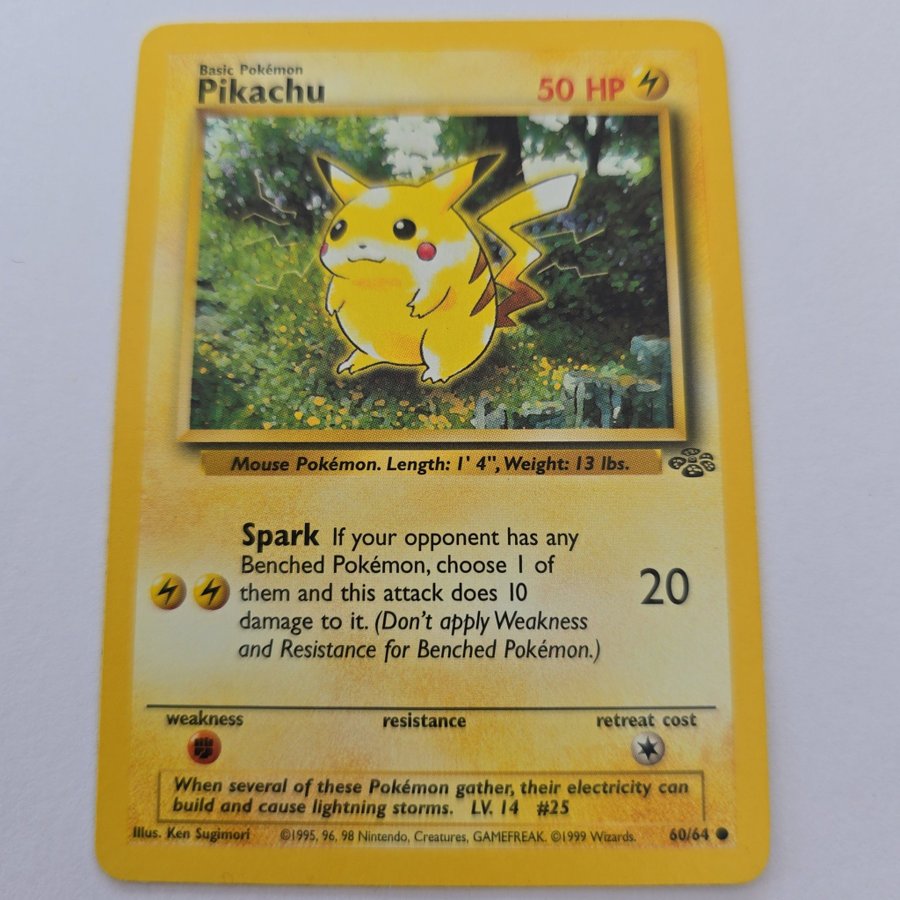 Basic Pokémon
Pikachu 50 HP
Mouse Pokémon. Length: 1' 4", Weight: 13 lbs.
Spark If your opponent has any
Benched Pokémon, choose 1 of
them and this attack does 10
damage to it. (Don't apply Weakness
and Resistance for Benched Pokémon.)
20
weakness resistance retreat cost
When several of these Pokémon gather, their electricity can
build and cause lightning storms. LV. 14 #25
Illus. Ken Sugimori ©1995, 96, 98 Nintendo, Creatures, GAMEFREAK. ©1999 Wizards. 60/64